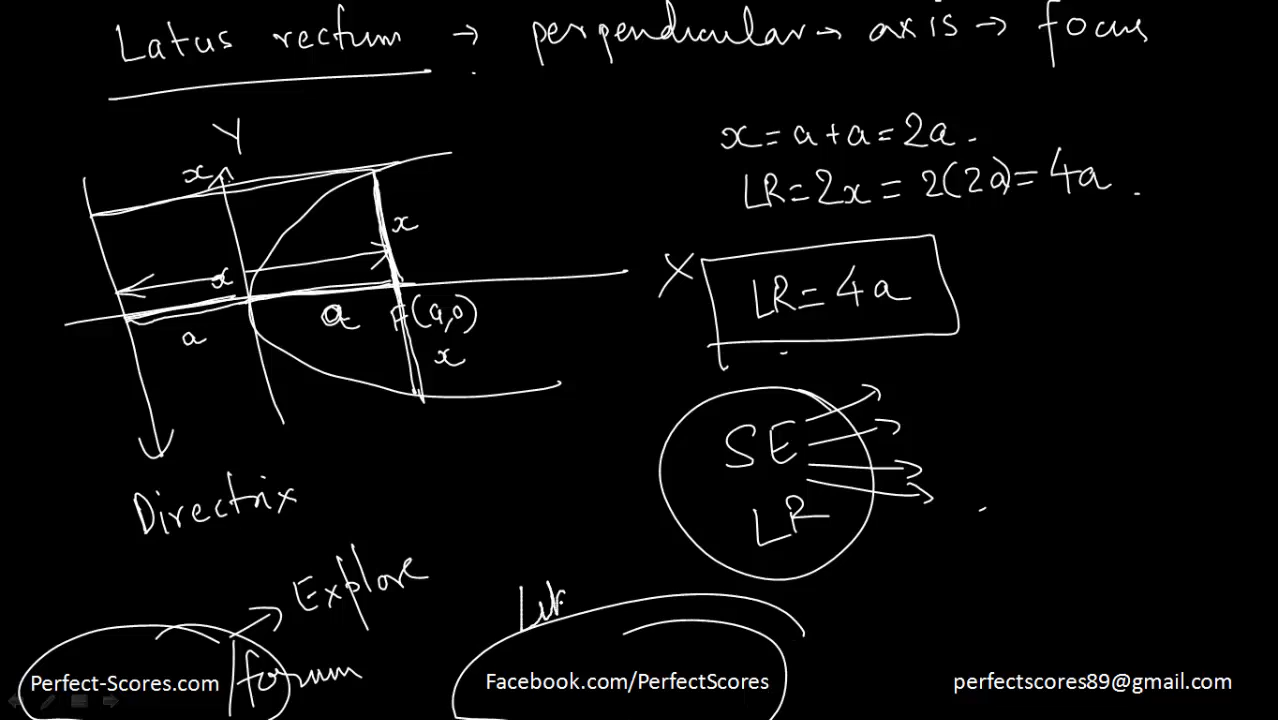 Latus rectum → perpendicular → axis → focus
Y
x
x
x
a
a
F(a,0)
x
Directrix
x = a + a = 2a.
LR = 2x = 2(2a) = 4a.
X
LR = 4a
SE
LR
Explore
forum
Perfect-Scores.com
Facebook.com/PerfectScores
perfectscores89@gmail.com